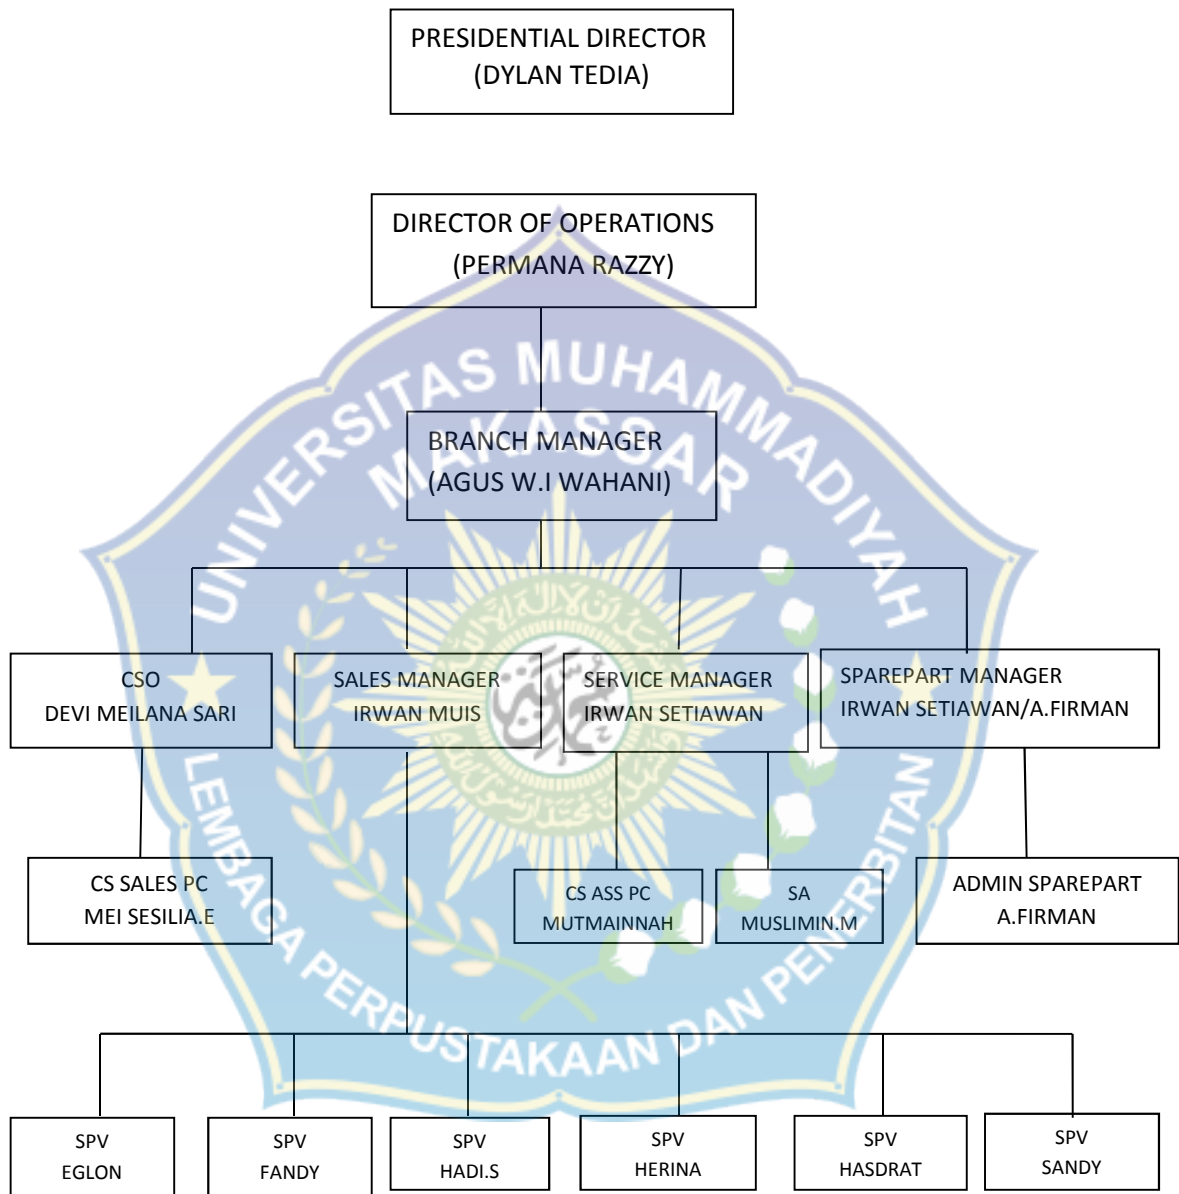 PRESIDENTIAL DIRECTOR
(DYLAN TEDIA)
DIRECTOR OF OPERATIONS
(PERMANA RAZZY)
UNIVERSITAS MUHAMMADIYAH
MAKASSAR
BRANCH MANAGER
(AGUS W.I WAHANI)
CSO
DEVI MEILANA SARI
SALES MANAGER
IRWAN MUIS
SERVICE MANAGER
IRWAN SETIAWAN
SPAREPART MANAGER
IRWAN SETIAWAN/A.FIRMAN
CS SALES PC
MEI SESILIA.E
CS ASS PC
MUTMAINNAH
SA
MUSLIMIN.M
ADMIN SPAREPART
A.FIRMAN
LEMBAGA PERPUSTAKAAN DAN PENERBITAN
SPV
EGLON
SPV
FANDY
SPV
HADI.S
SPV
HERINA
SPV
HASDRAT
SPV
SANDY